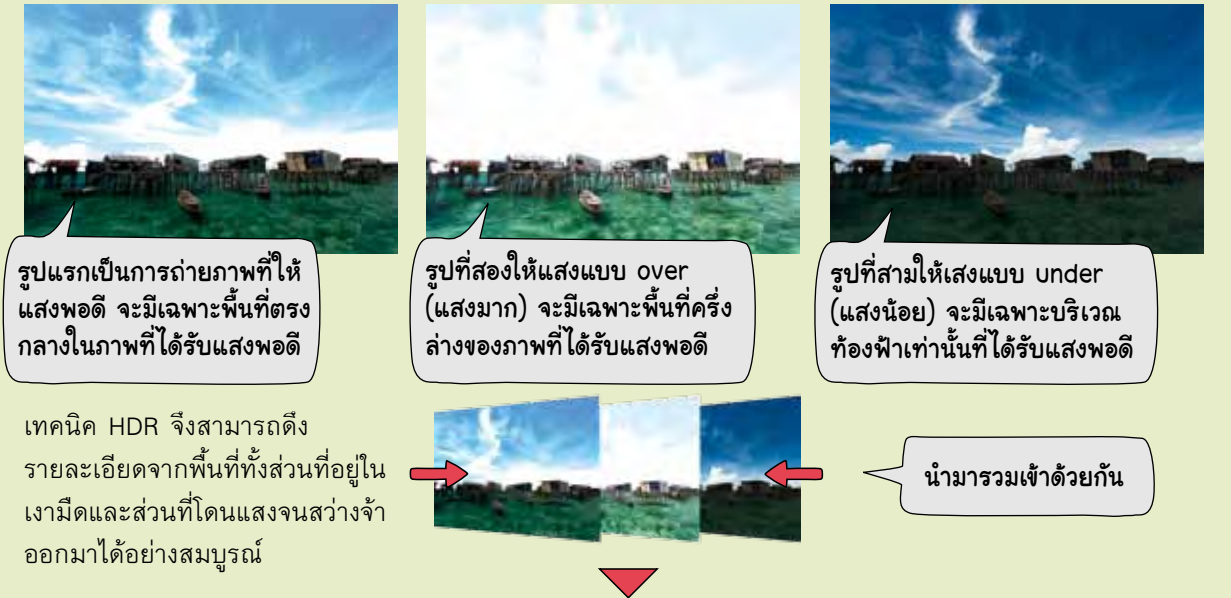 รูปแรกเป็นการถ่ายภาพที่ให้
แสงพอดี จะมีเฉพาะพื้นที่ตรง
กลางในภาพที่ได้รับแสงพอดี
รูปที่สองให้แสงแบบ over
(แสงมาก) จะมีเฉพาะพื้นที่ครึ่ง
ล่างของภาพที่ได้รับแสงพอดี
รูปที่สามให้เสงแบบ under
(แสงน้อย) จะมีเฉพาะบริเวณ
ท้องฟ้าเท่านั้นที่ได้รับแสงพอดี
เทคนิค HDR จึงสามารถดึง
รายละเอียดจากพื้นที่ทั้งส่วนที่อยู่ใน
เงามืดและส่วนที่โดนแสงจนสว่างจ้า
ออกมาได้อย่างสมบูรณ์
นำมารวมเข้าด้วยกัน